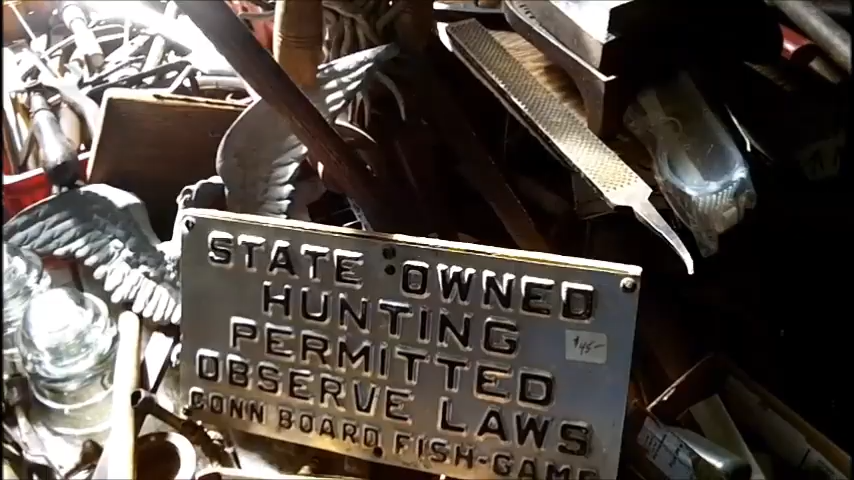 STATE OWNED
HUNTING
PERMITTED
OBSERVE LAWS
CONN BOARD FISH-GAME
$45-